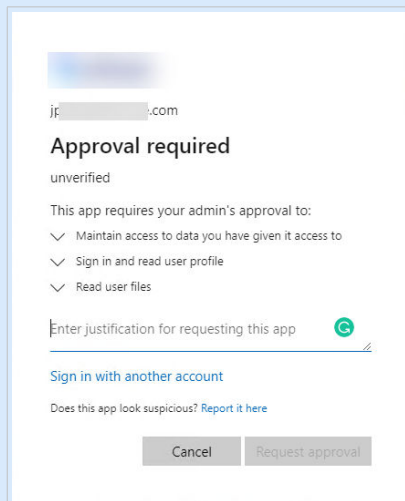 jp .com
Approval required
unverified
This app requires your admin's approval to:
Maintain access to data you have given it access to
Sign in and read user profile
Read user files
Enter justification for requesting this app
Sign in with another account
Does this app look suspicious? Report it here
Cancel
Request approval